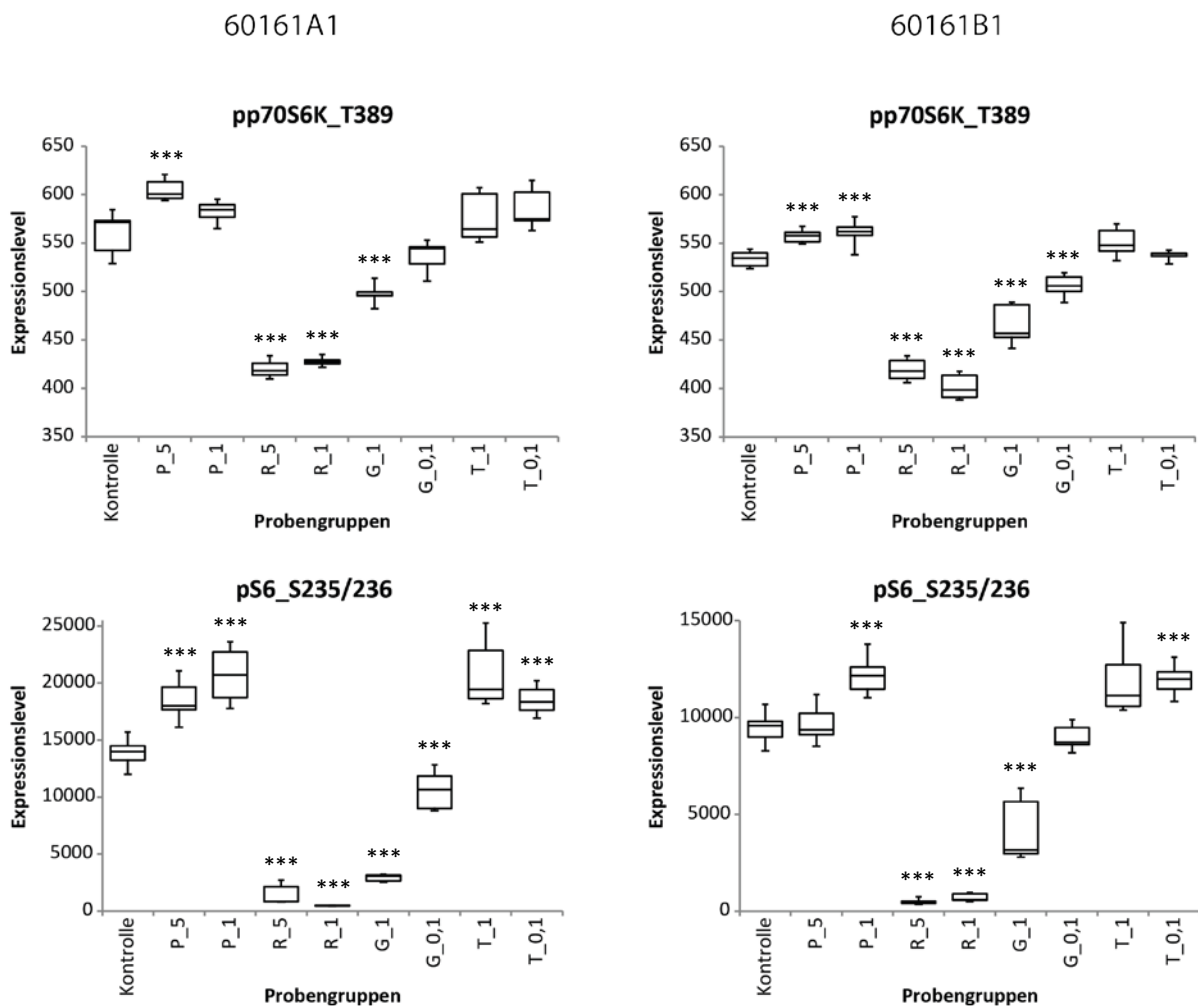 60161A1
60161B1
pp70S6K_T389
Expressionslevel
650
600
550
500
450
400
350
***
***
***
***
Kontrolle
P_5
P_1
R_5
R_1
G_1
G_0,1
T_1
T_0,1
Probengruppen
pp70S6K_T389
Expressionslevel
650
600
550
500
450
400
350
***
***
***
***
***
***
Kontrolle
P_5
P_1
R_5
R_1
G_1
G_0,1
T_1
T_0,1
Probengruppen
pS6_S235/236
Expressionslevel
25000
20000
15000
10000
5000
0
***
***
***
***
***
***
***
***
Kontrolle
P_5
P_1
R_5
R_1
G_1
G_0,1
T_1
T_0,1
Probengruppen
pS6_S235/236
Expressionslevel
15000
10000
5000
0
***
***
***
***
***
Kontrolle
P_5
P_1
R_5
R_1
G_1
G_0,1
T_1
T_0,1
Probengruppen